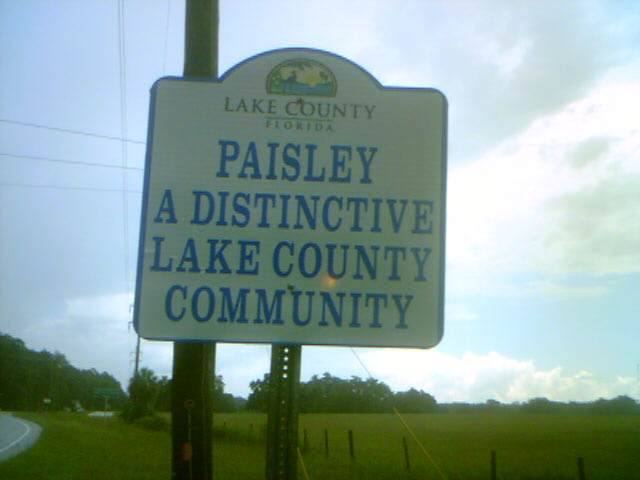 LAKE COUNTY
FLORIDA
PAISLEY
A DISTINCTIVE
LAKE COUNTY
COMMUNITY